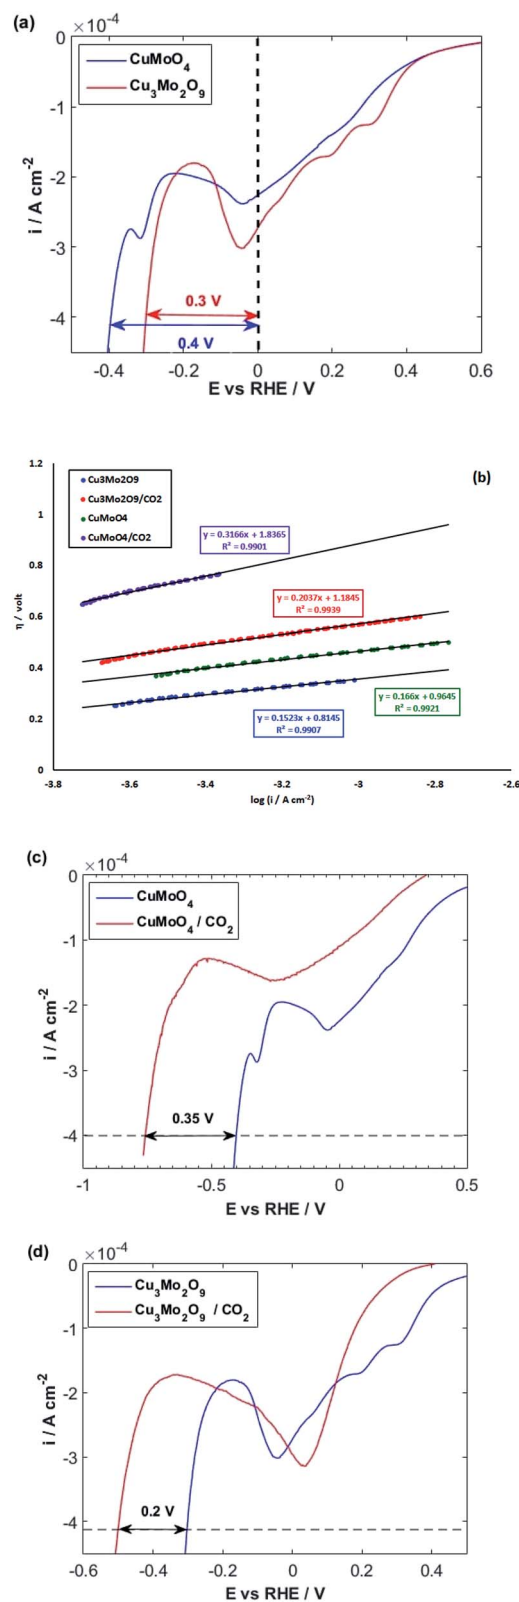 (a)
×10⁻⁴
0
-1
-2
-3
-4
i / A cm⁻²
CuMoO₄
Cu₃Mo₂O₉
0.3 V
0.4 V
-0.4
-0.2
0
0.2
0.4
0.6
E vs RHE / V
(b)
1.2
1
0.8
0.6
0.4
0.2
0
η / volt
Cu3Mo2O9
Cu3Mo2O9/CO2
CuMoO4
CuMoO4/CO2
y = 0.3166x + 1.8365
R² = 0.9901
y = 0.2037x + 1.1845
R² = 0.9939
y = 0.1523x + 0.8145
R² = 0.9907
y = 0.166x + 0.9645
R² = 0.9921
-3.8
-3.6
-3.4
-3.2
-3
-2.8
-2.6
log (i / A cm⁻²)
(c)
×10⁻⁴
0
-1
-2
-3
-4
i / A cm⁻²
CuMoO₄
CuMoO₄ / CO₂
0.35 V
-1
-0.5
0
0.5
E vs RHE / V
(d)
×10⁻⁴
0
-1
-2
-3
-4
i / A cm⁻²
Cu₃Mo₂O₉
Cu₃Mo₂O₉ / CO₂
0.2 V
-0.6
-0.4
-0.2
0
0.2
0.4
E vs RHE / V